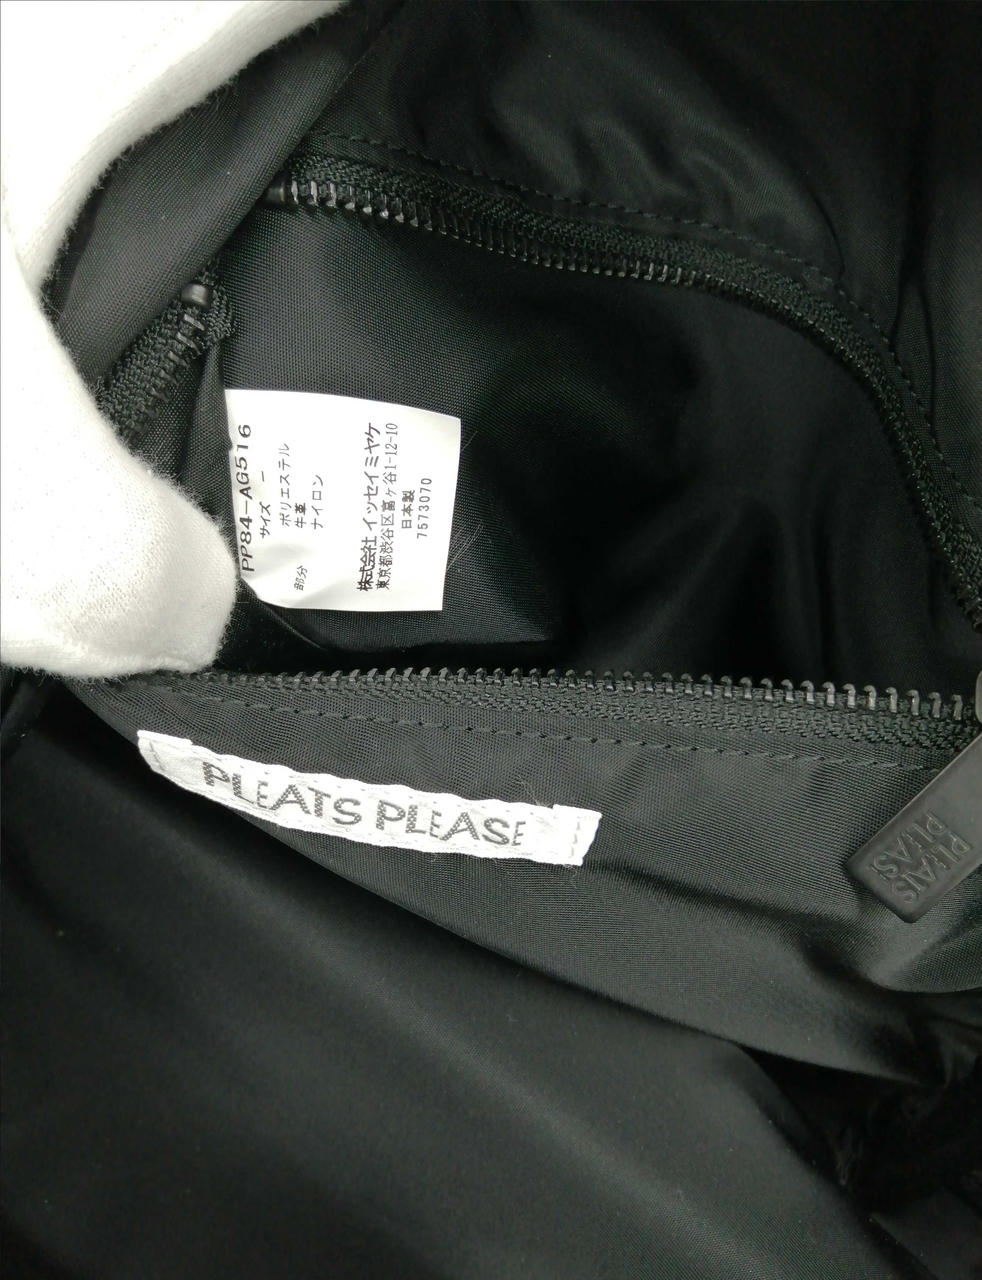 PP84-AG516
サイズ －
ポリエステル
部分 牛革
ナイロン
株式会社イッセイミヤケ
東京都渋谷区富ヶ谷1-12-10
日本製
7573070
PLEATS PLEASE
PLEATS
PLEASE